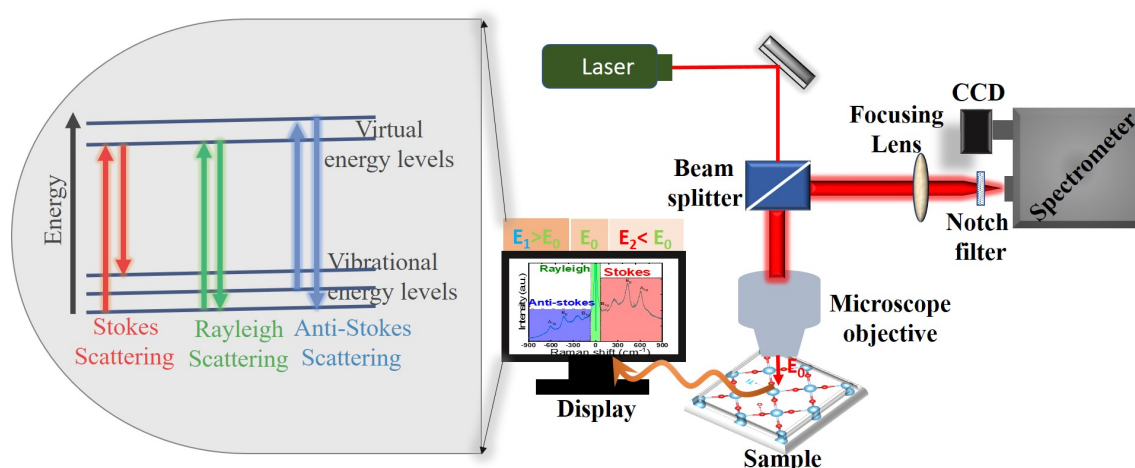 Energy
Virtual
energy levels
Vibrational
energy levels
Stokes
Scattering
Rayleigh
Scattering
Anti-Stokes
Scattering
Laser
Beam
splitter
Focusing
Lens
CCD
Spectrometer
Notch
filter
Microscope
objective
E₁>E₀
E₀
E₂< E₀
Rayleigh
Stokes
Anti-stokes
Intensity (a.u.)
-900 -600 -300 0 300 600 900
Raman shift (cm⁻¹)
Display
E₀
Sample